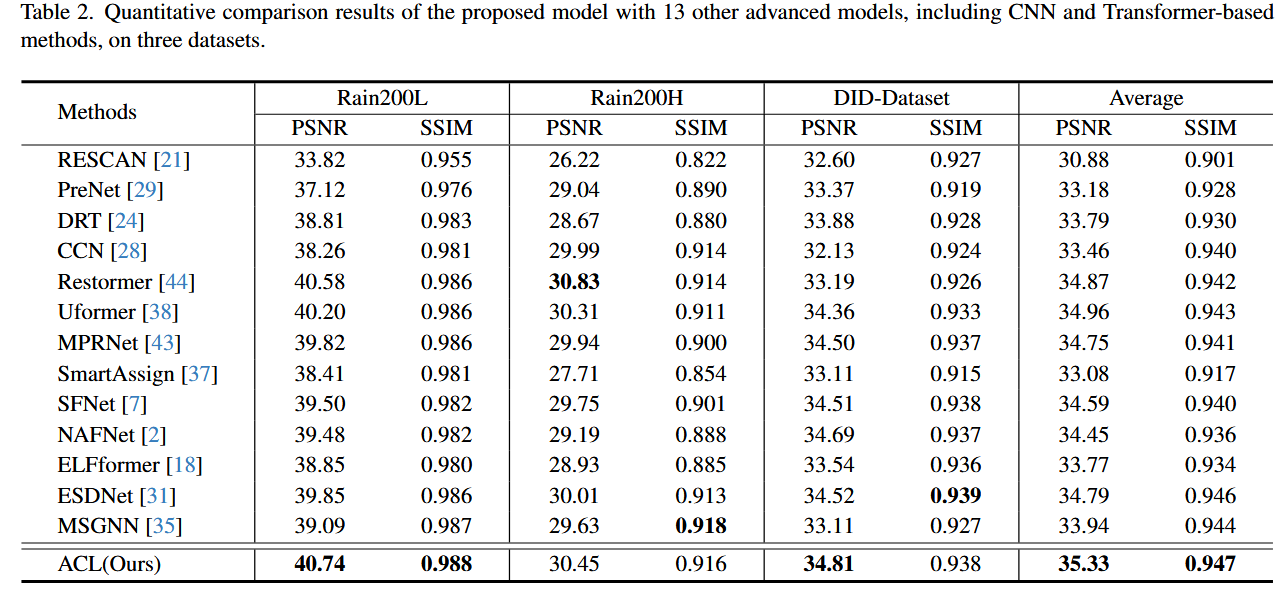 Table 2. Quantitative comparison results of the proposed model with 13 other advanced models, including CNN and Transformer-based
methods, on three datasets.
Methods Rain200L Rain200H DID-Dataset Average
PSNR SSIM PSNR SSIM PSNR SSIM PSNR SSIM
RESCAN [21] 33.82 0.955 26.22 0.822 32.60 0.927 30.88 0.901
PreNet [29] 37.12 0.976 29.04 0.890 33.37 0.919 33.18 0.928
DRT [24] 38.81 0.983 28.67 0.880 33.88 0.928 33.79 0.930
CCN [28] 38.26 0.981 29.99 0.914 32.13 0.924 33.46 0.940
Restormer [44] 40.58 0.986 30.83 0.914 33.19 0.926 34.87 0.942
Uformer [38] 40.20 0.986 30.31 0.911 34.36 0.933 34.96 0.943
MPRNet [43] 39.82 0.986 29.94 0.900 34.50 0.937 34.75 0.941
SmartAssign [37] 38.41 0.981 27.71 0.854 33.11 0.915 33.08 0.917
SFNet [7] 39.50 0.982 29.75 0.901 34.51 0.938 34.59 0.940
NAFNet [2] 39.48 0.982 29.19 0.888 34.69 0.937 34.45 0.936
ELFformer [18] 38.85 0.980 28.93 0.885 33.54 0.936 33.77 0.934
ESDNet [31] 39.85 0.986 30.01 0.913 34.52 0.939 34.79 0.946
MSGNN [35] 39.09 0.987 29.63 0.918 33.11 0.927 33.94 0.944
ACL(Ours) 40.74 0.988 30.45 0.916 34.81 0.938 35.33 0.947